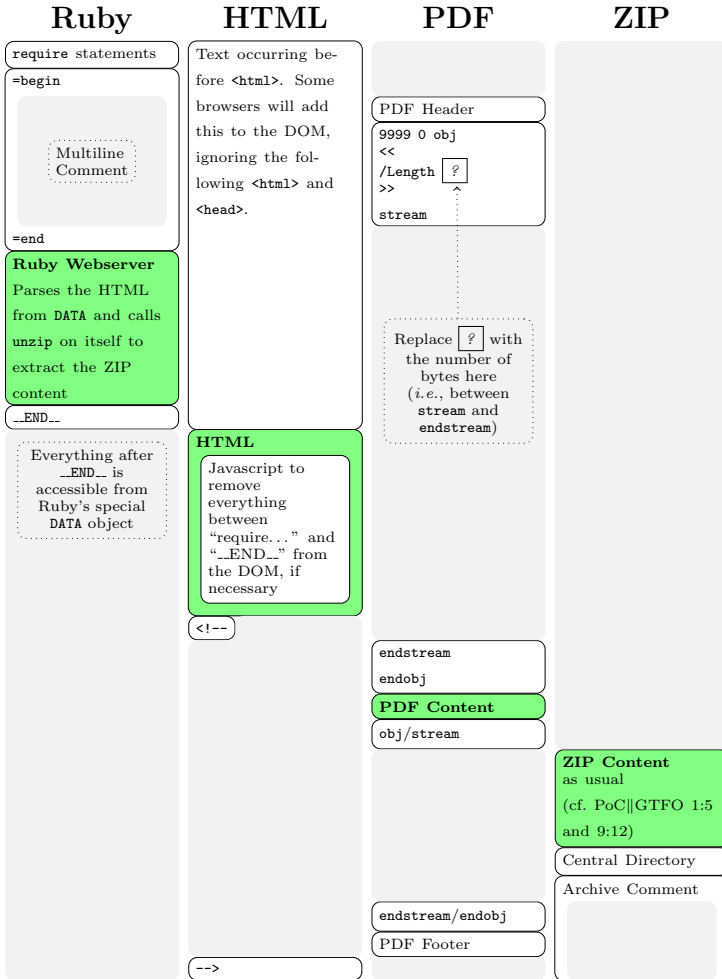 Ruby
HTML
PDF
ZIP
require statements
=begin
Multiline
Comment
=end
Ruby Webserver
Parses the HTML
from DATA and calls
unzip on itself to
extract the ZIP
content
__END__
Everything after
__END__ is
accessible from
Ruby's special
DATA object
Text occurring be-
fore <html>. Some
browsers will add
this to the DOM,
ignoring the fol-
lowing <html> and
<head>.
HTML
Javascript to
remove
everything
between
“require...” and
“__END__” from
the DOM, if
necessary
<!--
-->
PDF Header
9999 0 obj
<<
/Length ?
>>
stream
Replace ? with
the number of
bytes here
(i.e., between
stream and
endstream)
endstream
endobj
PDF Content
obj/stream
endstream/endobj
PDF Footer
ZIP Content
as usual
(cf. PoC||GTFO 1:5
and 9:12)
Central Directory
Archive Comment